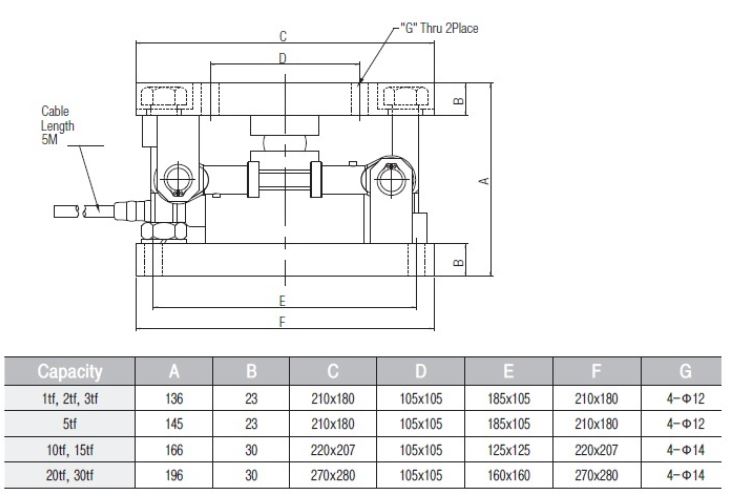 C
"G" Thru 2Place
D
Cable
Length
5M
B
A
B
E
F
Capacity A B C D E F G
1tf, 2tf, 3tf 136 23 210x180 105x105 185x105 210x180 4-Φ12
5tf 145 23 210x180 105x105 185x105 210x180 4-Φ12
10tf, 15tf 166 30 220x207 105x105 125x125 220x207 4-Φ14
20tf, 30tf 196 30 270x280 105x105 160x160 270x280 4-Φ14